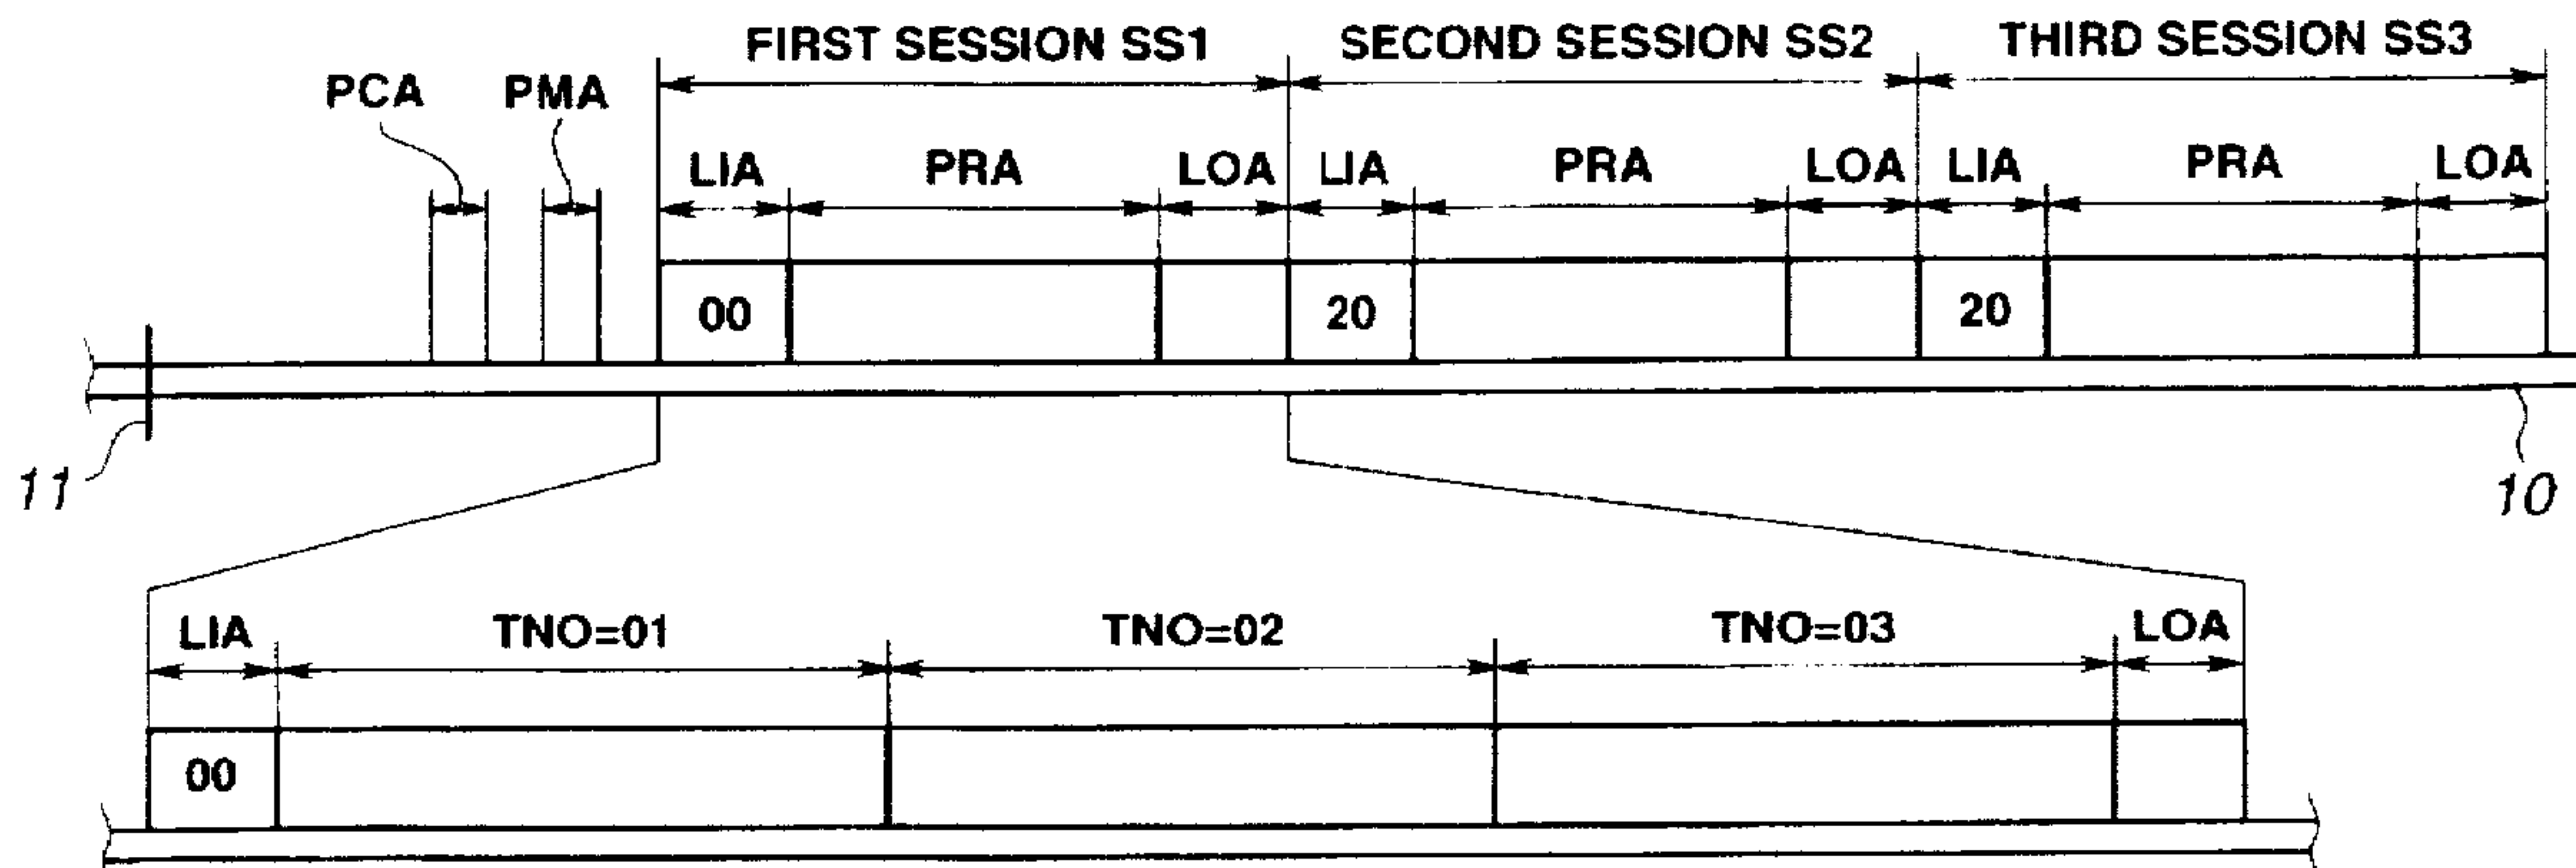 FIRST SESSION SS1 SECOND SESSION SS2 THIRD SESSION SS3
PCA PMA
LIA PRA LOA LIA PRA LOA LIA PRA LOA
00 20 20
11 10
LIA TNO=01 TNO=02 TNO=03 LOA
00